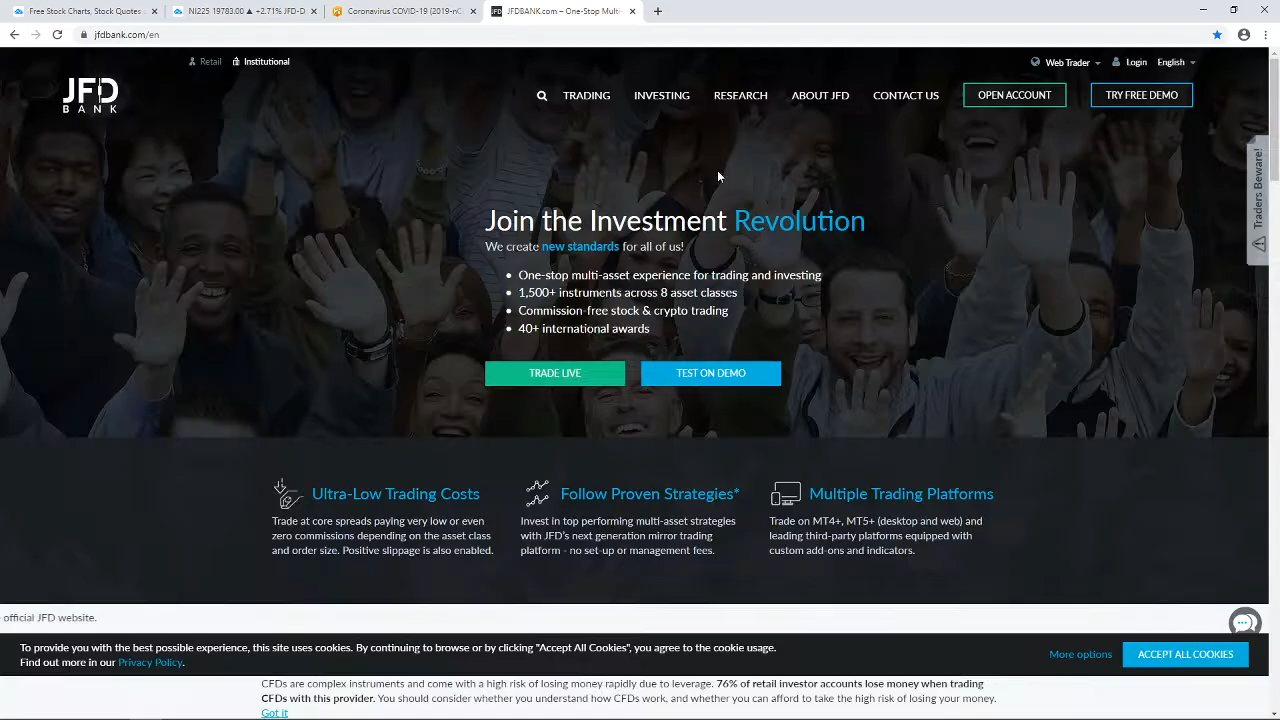 Free Stock Charts, Stock Quotes
NI225 19783.00 ▲ +2.71% JFD-D
Coronavirus COVID-19 (2019-nC
JFDBANK.com – One-Stop Multi-
jfdbank.com/en
Retail Institutional
Web Trader Login English
JFD
BANK
TRADING INVESTING RESEARCH ABOUT JFD CONTACT US OPEN ACCOUNT TRY FREE DEMO
Traders Beware!
Join the Investment Revolution
We create new standards for all of us!
• One-stop multi-asset experience for trading and investing
• 1,500+ instruments across 8 asset classes
• Commission-free stock & crypto trading
• 40+ international awards
TRADE LIVE TEST ON DEMO
Ultra-Low Trading Costs
Trade at core spreads paying very low or even
zero commissions depending on the asset class
and order size. Positive slippage is also enabled.
Follow Proven Strategies*
Invest in top performing multi-asset strategies
with JFD's next generation mirror trading
platform - no set-up or management fees.
Multiple Trading Platforms
Trade on MT4+, MT5+ (desktop and web) and
leading third-party platforms equipped with
custom add-ons and indicators.
official JFD website.
To provide you with the best possible experience, this site uses cookies. By continuing to browse or by clicking "Accept All Cookies", you agree to the cookie usage.
Find out more in our Privacy Policy.
More options ACCEPT ALL COOKIES
CFDs are complex instruments and come with a high risk of losing money rapidly due to leverage. 76% of retail investor accounts lose money when trading
CFDs with this provider. You should consider whether you understand how CFDs work, and whether you can afford to take the high risk of losing your money.
Got it